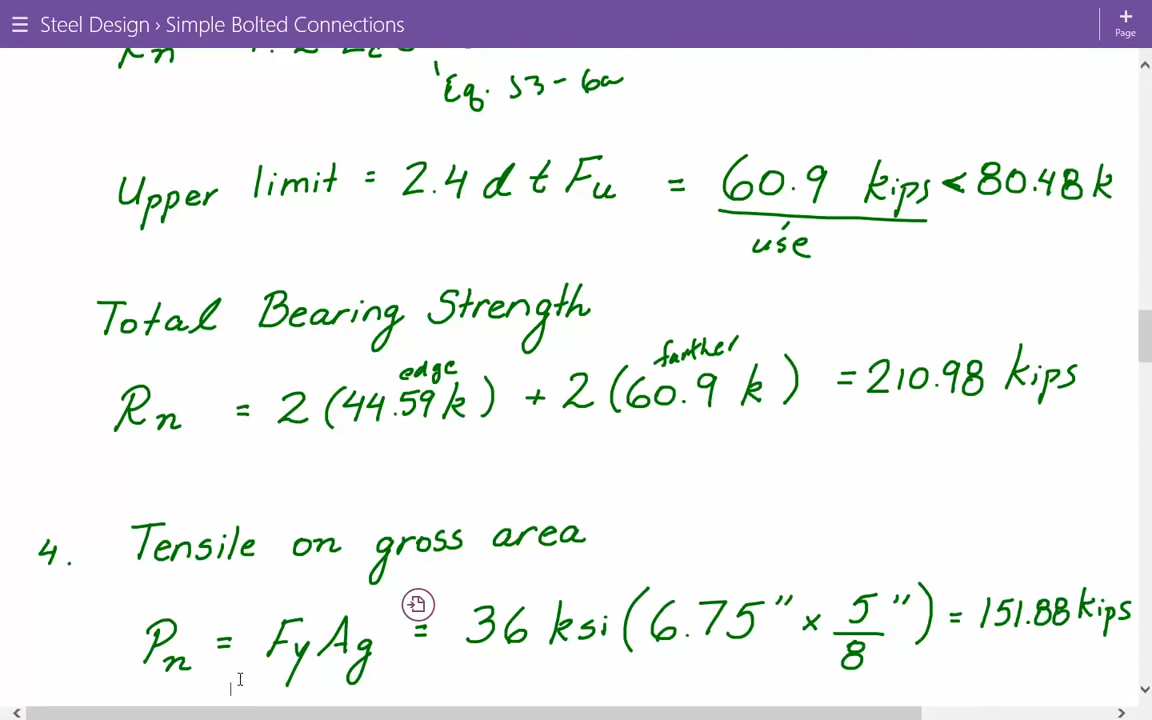 Steel Design › Simple Bolted Connections
Page
Eq. J3-6a
Upper limit = 2.4 d t Fu = 60.9 kips < 80.48 k
use
Total Bearing Strength
edge farther
Rn = 2 (44.59 k) + 2 (60.9 k) = 210.98 kips
4. Tensile on gross area
Pn = Fy Ag = 36 ksi (6.75" × 5/8") = 151.88 kips